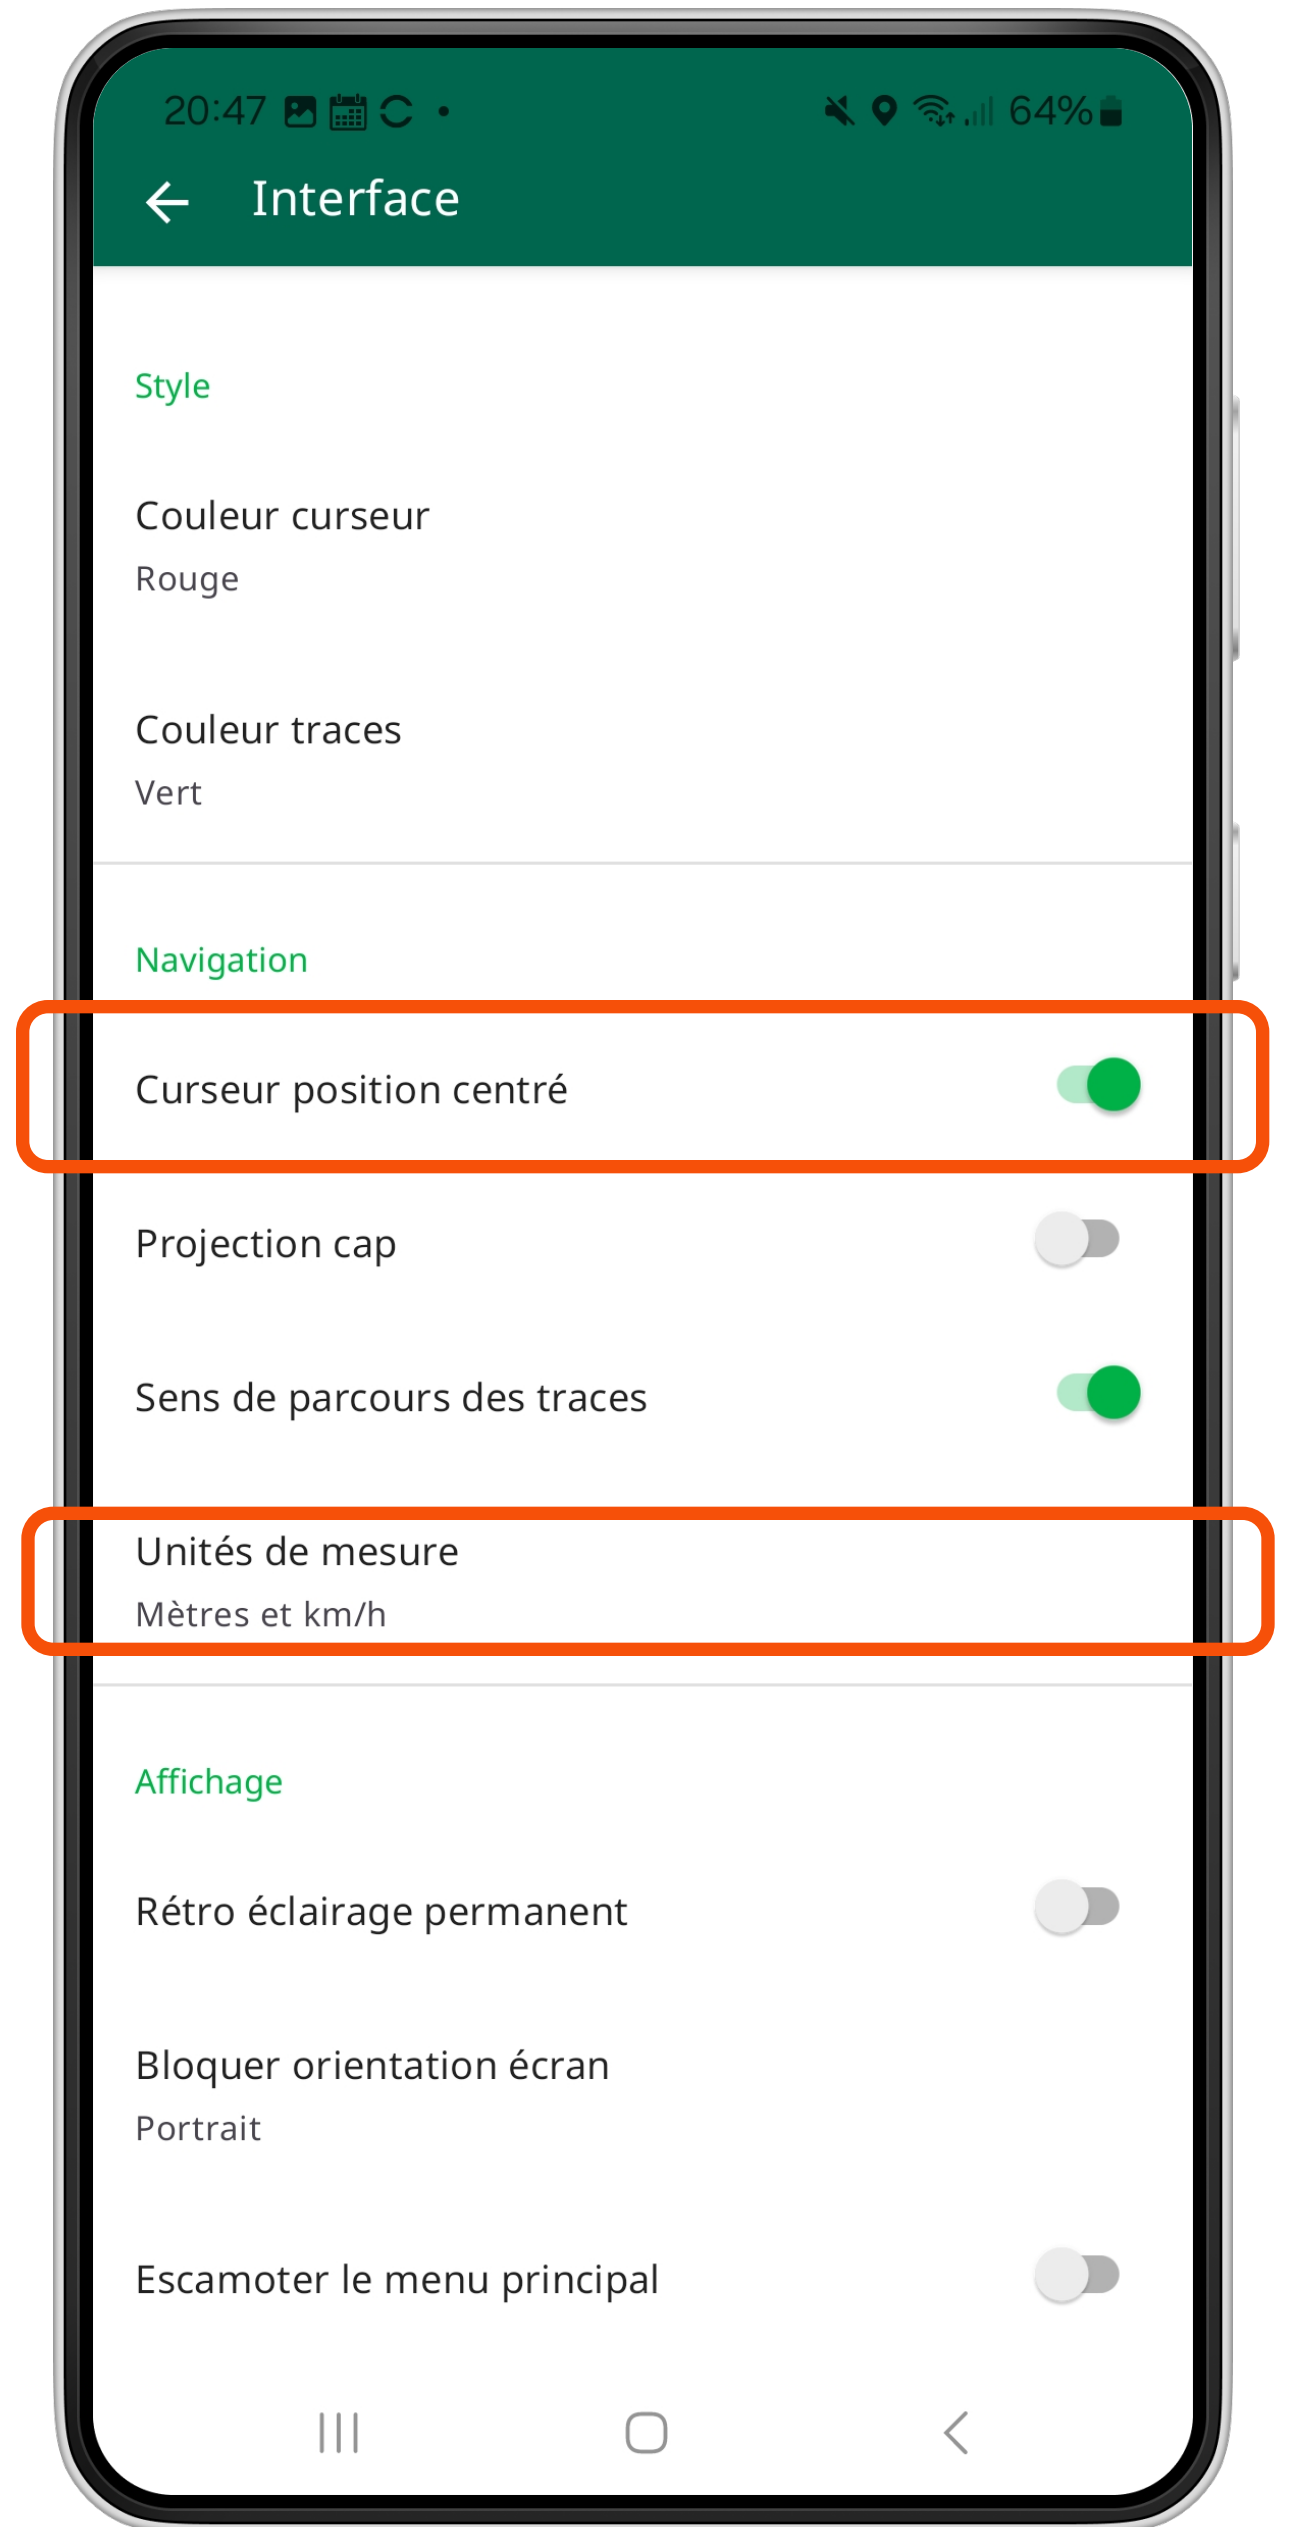 20:47 64%
Interface
Style
Couleur curseur
Rouge
Couleur traces
Vert
Navigation
Curseur position centré
Projection cap
Sens de parcours des traces
Unités de mesure
Mètres et km/h
Affichage
Rétro éclairage permanent
Bloquer orientation écran
Portrait
Escamoter le menu principal